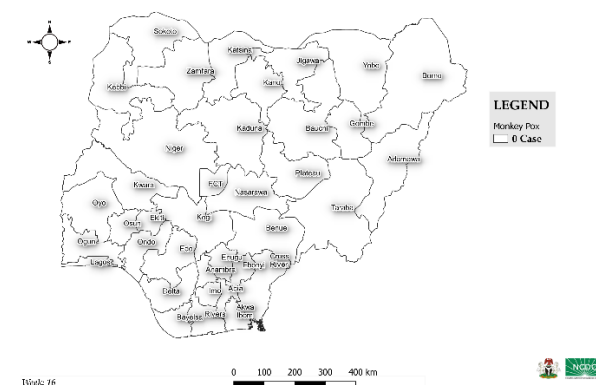 N
Sokoto
Katsina
Jigawa
Yobe
Zamfara
Borno
Kano
Kebbi
LEGEND
Monkey Pox
0 Case
Gombe
Kaduna
Bauchi
Niger
Adamawa
Plateau
FCT
Kwara
Nasarawa
Oyo
Taraba
Kogi
Ekiti
Osun
Benue
Ogun
Ondo
Edo
Enugu
Cross
River
Lagos
Ebonyi
Anambra
Delta
Imo
Abia
Akwa
Ibom
Bayelsa
Rivers
Week: 16
0 100 200 300 400 km
NCDC